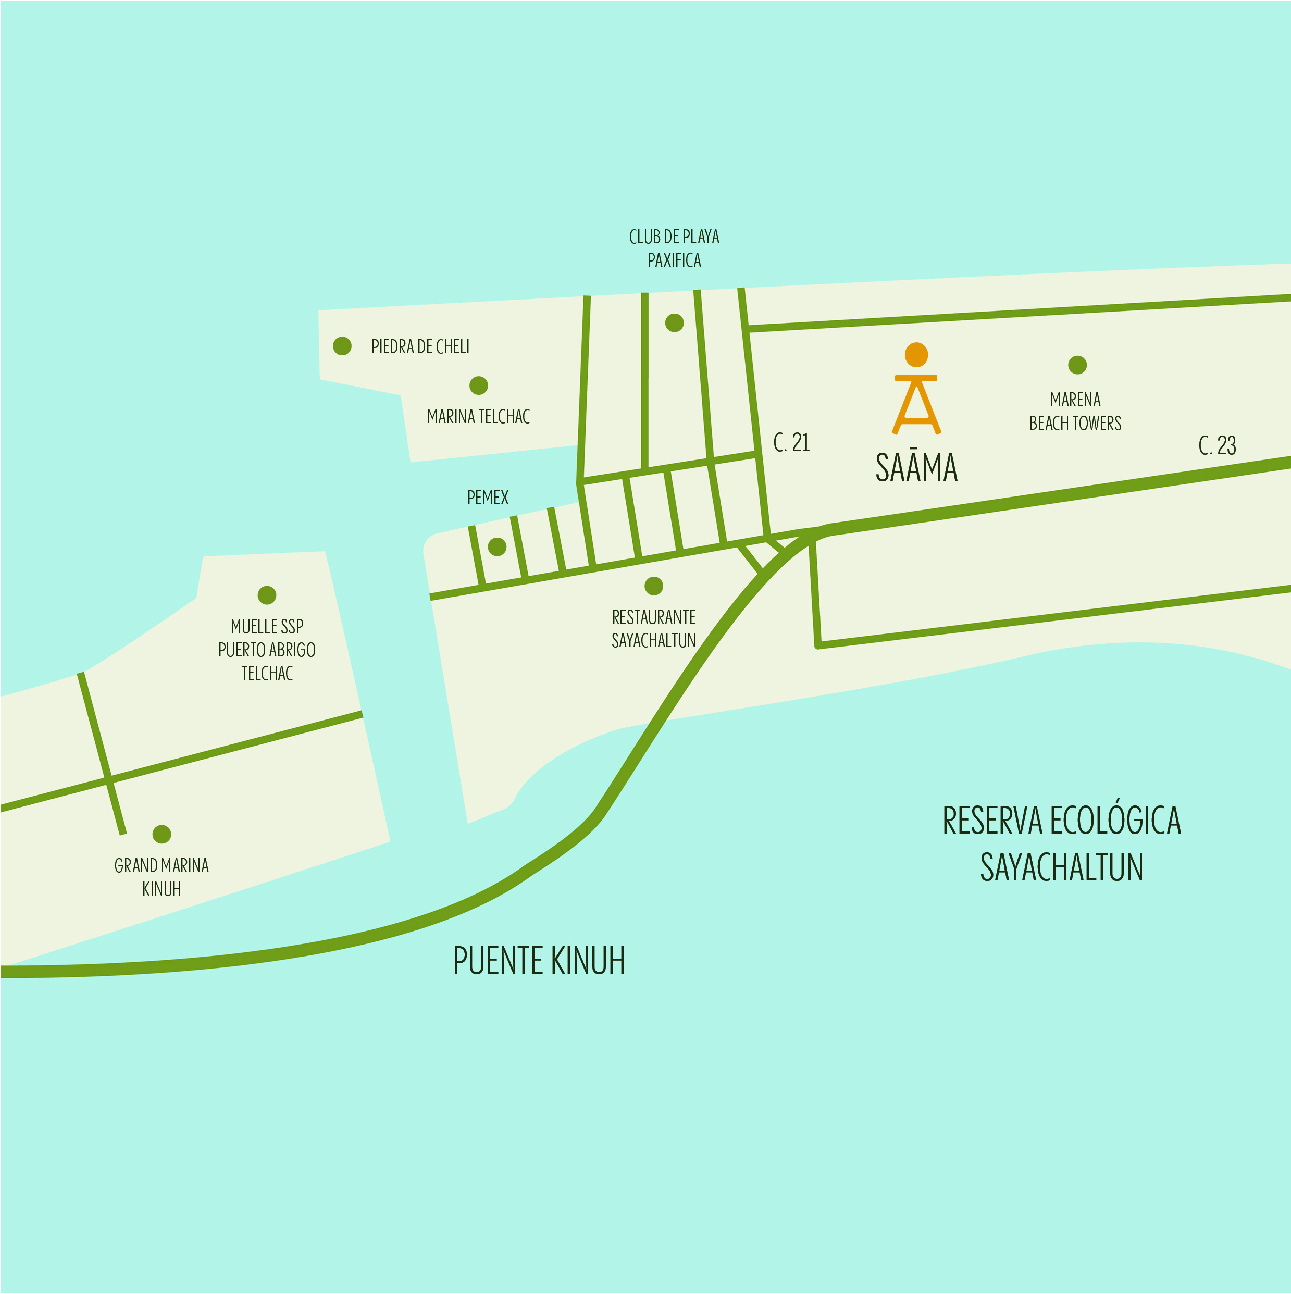 CLUB DE PLAYA
PAXIFICA
PIEDRA DE CHELI
MARINA TELCHAC
MARENA
BEACH TOWERS
C. 21
C. 23
SAĀMA
PEMEX
RESTAURANTE
SAYACHALTUN
MUELLE SSP
PUERTO ABRIGO
TELCHAC
RESERVA ECOLÓGICA
SAYACHALTUN
GRAND MARINA
KINUH
PUENTE KINUH